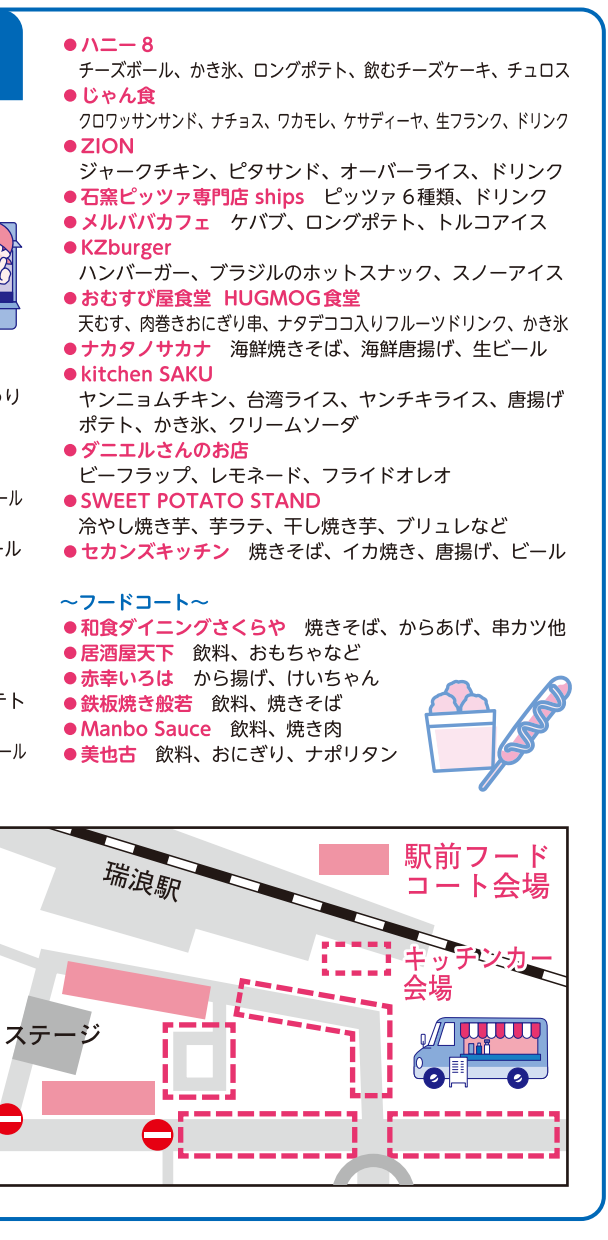 ●ハニー8
チーズボール、かき氷、ロングポテト、飲むチーズケーキ、チュロス
●じゃん食
クロワッサンサンド、ナチョス、ワカモレ、ケサディーヤ、生フランク、ドリンク
●ZION
ジャークチキン、ピタサンド、オーバーライス、ドリンク
●石窯ピッツァ専門店 ships　ピッツァ6種類、ドリンク
●メルババカフェ　ケバブ、ロングポテト、トルコアイス
●KZburger
ハンバーガー、ブラジルのホットスナック、スノーアイス
●おむすび屋食堂 HUGMOG食堂
天むす、肉巻きおにぎり串、ナタデココ入りフルーツドリンク、かき氷
●ナカタノサカナ　海鮮焼きそば、海鮮唐揚げ、生ビール
●kitchen SAKU
り
ヤンニョムチキン、台湾ライス、ヤンチキライス、唐揚げ
ポテト、かき氷、クリームソーダ
●ダニエルさんのお店
ビーフラップ、レモネード、フライドオレオ
ール
●SWEET POTATO STAND
冷やし焼き芋、芋ラテ、干し焼き芋、ブリュレなど
ール
●セカンズキッチン　焼きそば、イカ焼き、唐揚げ、ビール
～フードコート～
●和食ダイニングさくらや　焼きそば、からあげ、串カツ他
●居酒屋天下　飲料、おもちゃなど
●赤幸いろは　から揚げ、けいちゃん
テト
●鉄板焼き般若　飲料、焼きそば
●Manbo Sauce　飲料、焼き肉
ール
●美也古　飲料、おにぎり、ナポリタン
瑞浪駅
駅前フード
コート会場
キッチンカー
会場
ステージ